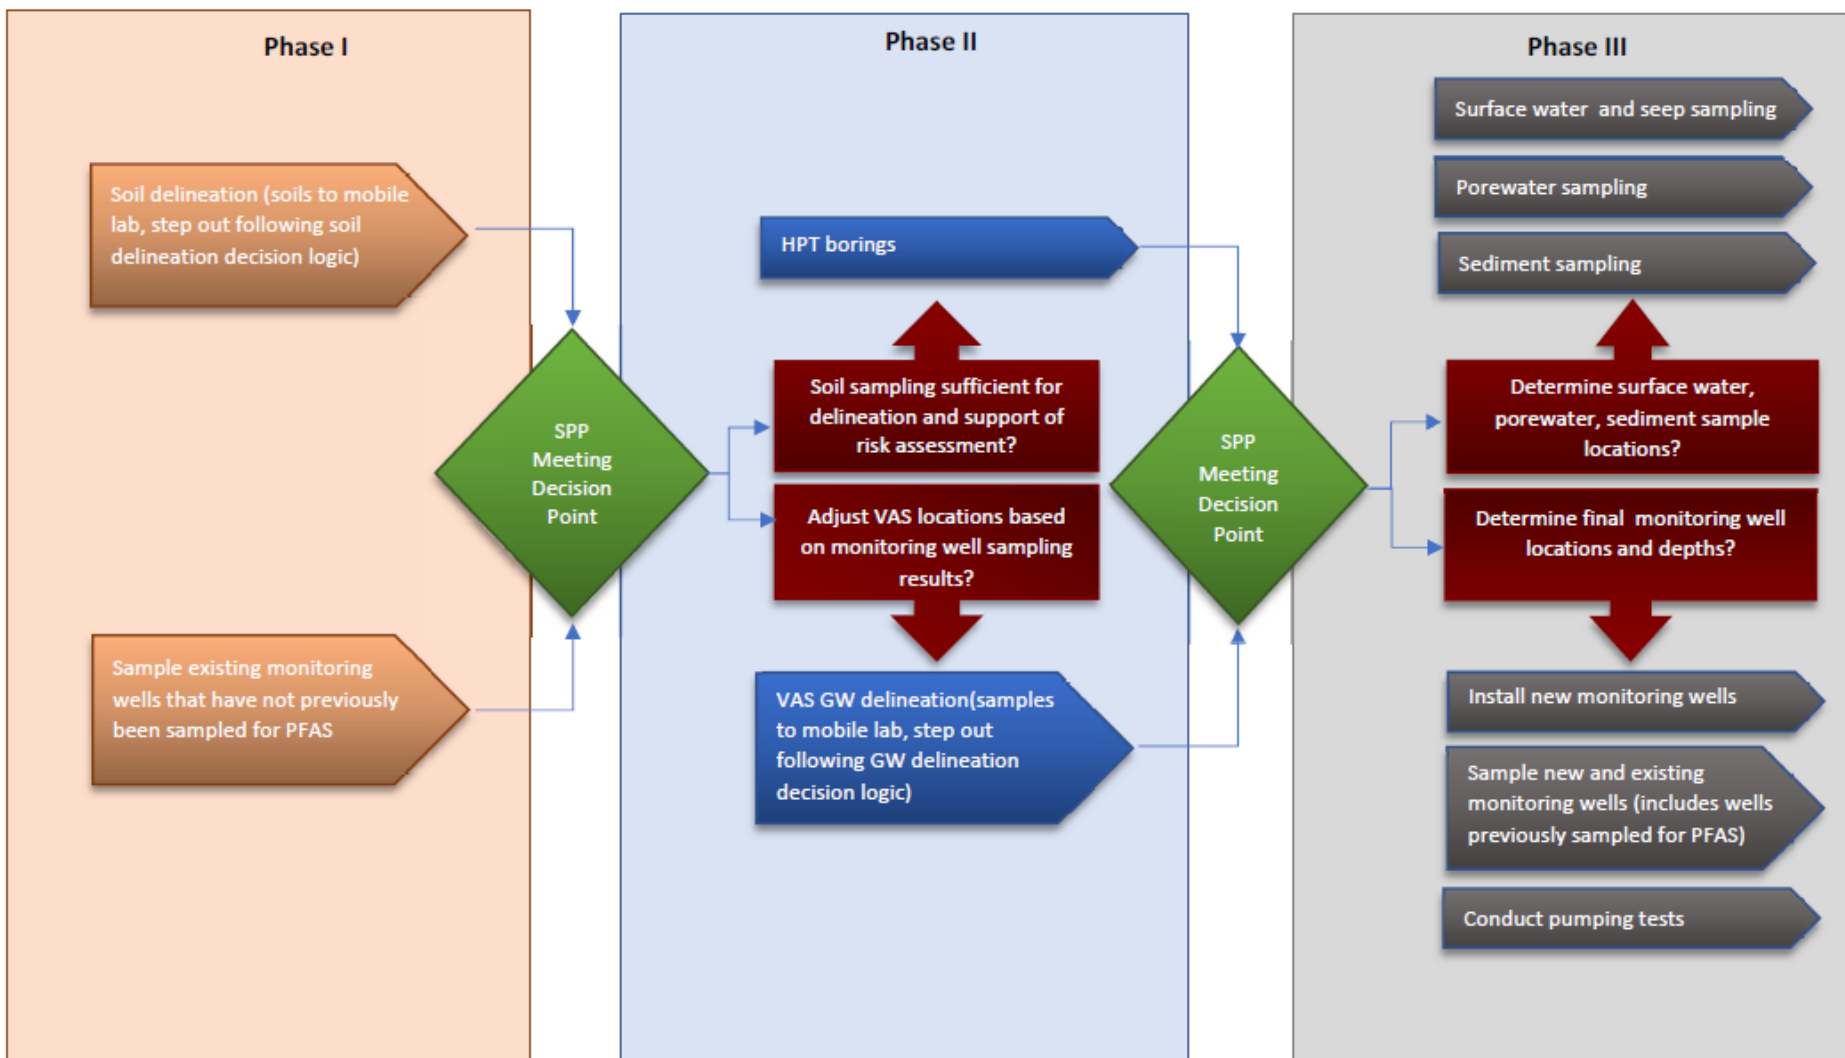 Phase I
Soil delineation (soils to mobile
lab, step out following soil
delineation decision logic)
Sample existing monitoring
wells that have not previously
been sampled for PFAS
SPP
Meeting
Decision
Point
Phase II
HPT borings
Soil sampling sufficient for
delineation and support of
risk assessment?
Adjust VAS locations based
on monitoring well sampling
results?
VAS GW delineation(samples
to mobile lab, step out
following GW delineation
decision logic)
SPP
Meeting
Decision
Point
Phase III
Surface water and seep sampling
Porewater sampling
Sediment sampling
Determine surface water,
porewater, sediment sample
locations?
Determine final monitoring well
locations and depths?
Install new monitoring wells
Sample new and existing
monitoring wells (includes wells
previously sampled for PFAS)
Conduct pumping tests